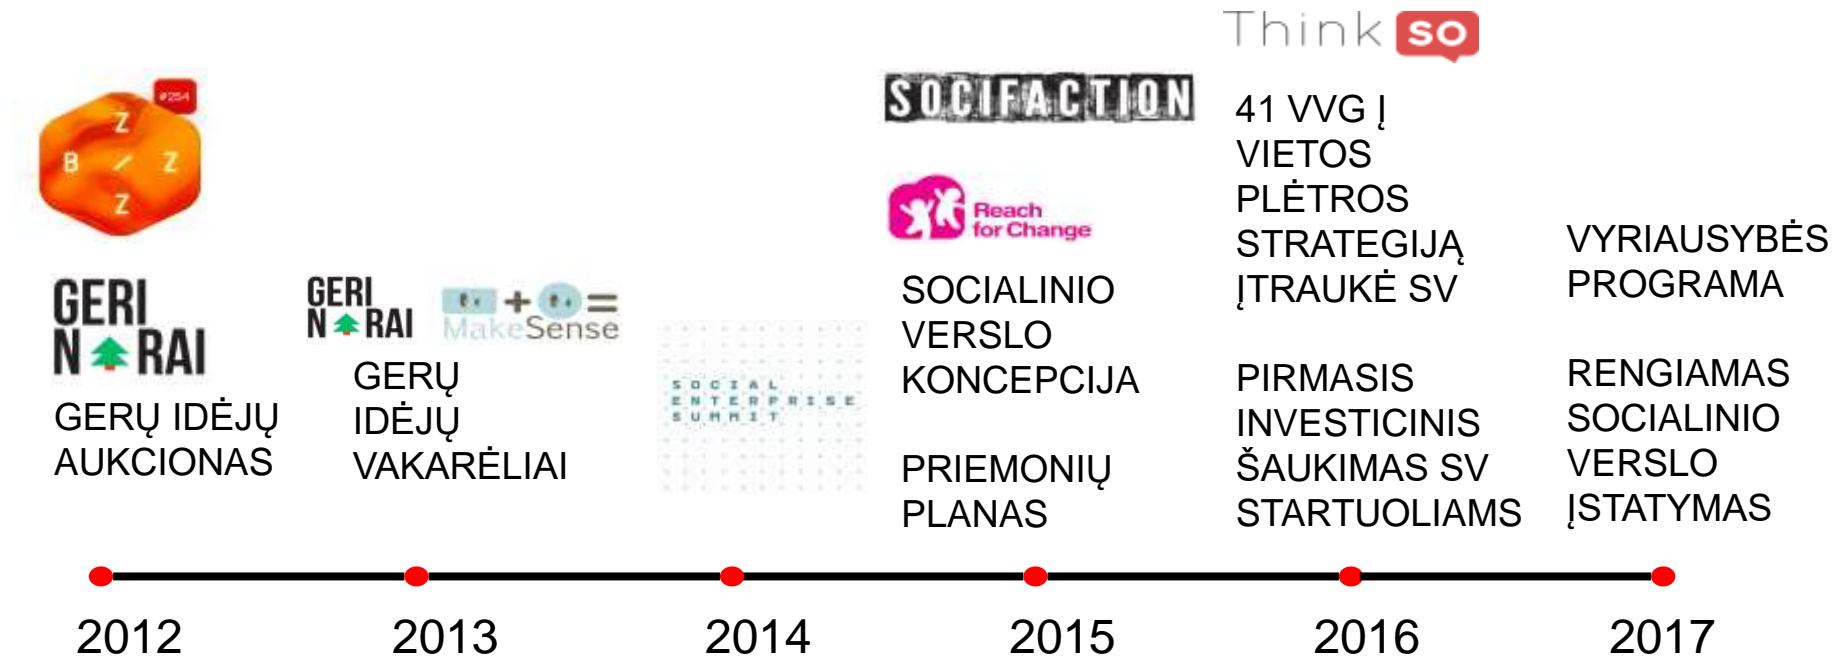 #254
Z
B / Z
Z
GERI
N RAI
GERŲ IDĖJŲ
AUKCIONAS
GERI
N RAI
+ =
MakeSense
GERŲ
IDĖJŲ
VAKARĖLIAI
SOCIAL
ENTERPRISE
SUMMIT
SOCIFACTION
Reach
for Change
SOCIALINIO
VERSLO
KONCEPCIJA
PRIEMONIŲ
PLANAS
Think so
41 VVG Į
VIETOS
PLĖTROS
STRATEGIJĄ
ĮTRAUKĖ SV
PIRMASIS
INVESTICINIS
ŠAUKIMAS SV
STARTUOLIAMS
VYRIAUSYBĖS
PROGRAMA
RENGIAMAS
SOCIALINIO
VERSLO
ĮSTATYMAS
2012 2013 2014 2015 2016 2017